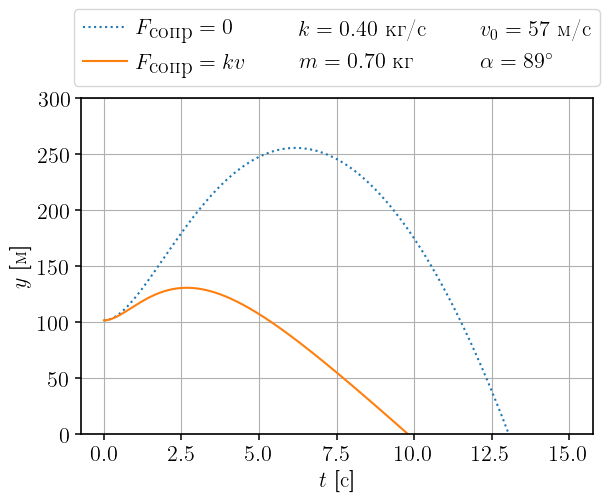 F_сопр = 0 k = 0.40 кг/с v₀ = 57 м/с
F_сопр = kv m = 0.70 кг α = 89°
300
250
200
150
100
50
0
y [м]
0.0 2.5 5.0 7.5 10.0 12.5 15.0
t [с]